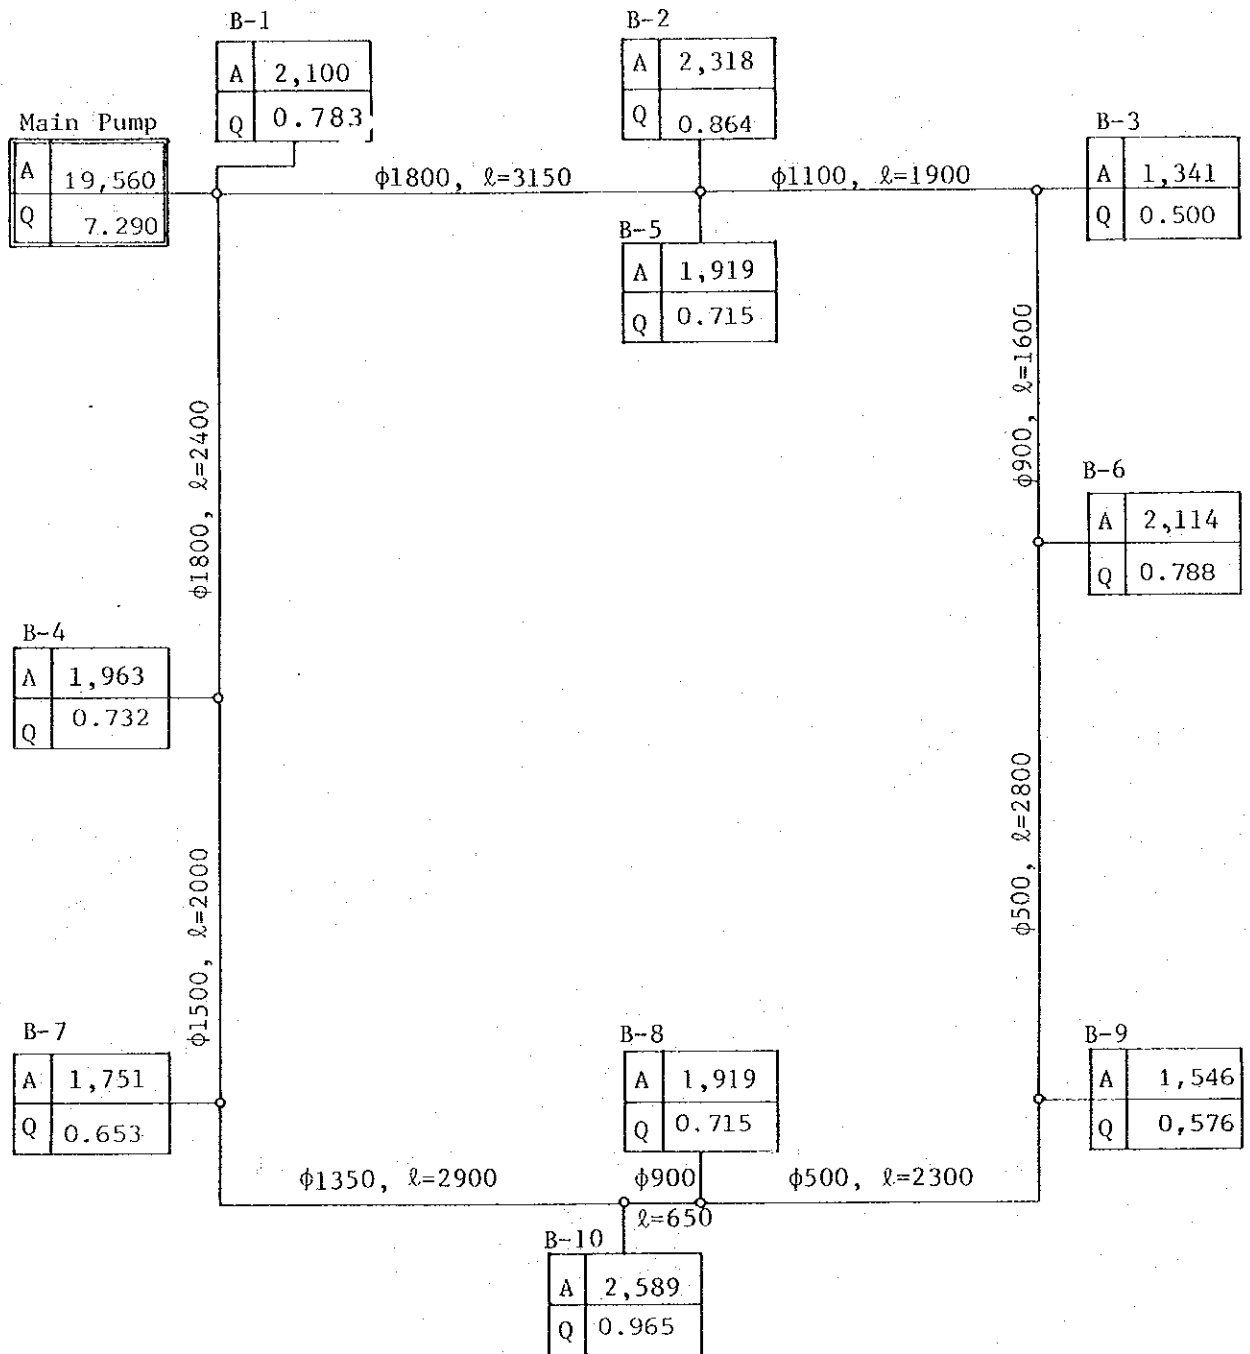 B-1
A 2,100
Q 0.783
B-2
A 2,318
Q 0.864
Main Pump
A 19,560
Q 7.290
B-3
A 1,341
Q 0.500
φ1800, ℓ=3150
φ1100, ℓ=1900
B-5
A 1,919
Q 0.715
φ900, ℓ=1600
φ1800, ℓ=2400
B-6
A 2,114
Q 0.788
B-4
A 1,963
Q 0.732
φ500, ℓ=2800
φ1500, ℓ=2000
B-7
A 1,751
Q 0.653
B-8
A 1,919
Q 0.715
B-9
A 1,546
Q 0,576
φ1350, ℓ=2900
φ900
ℓ=650
φ500, ℓ=2300
B-10
A 2,589
Q 0.965